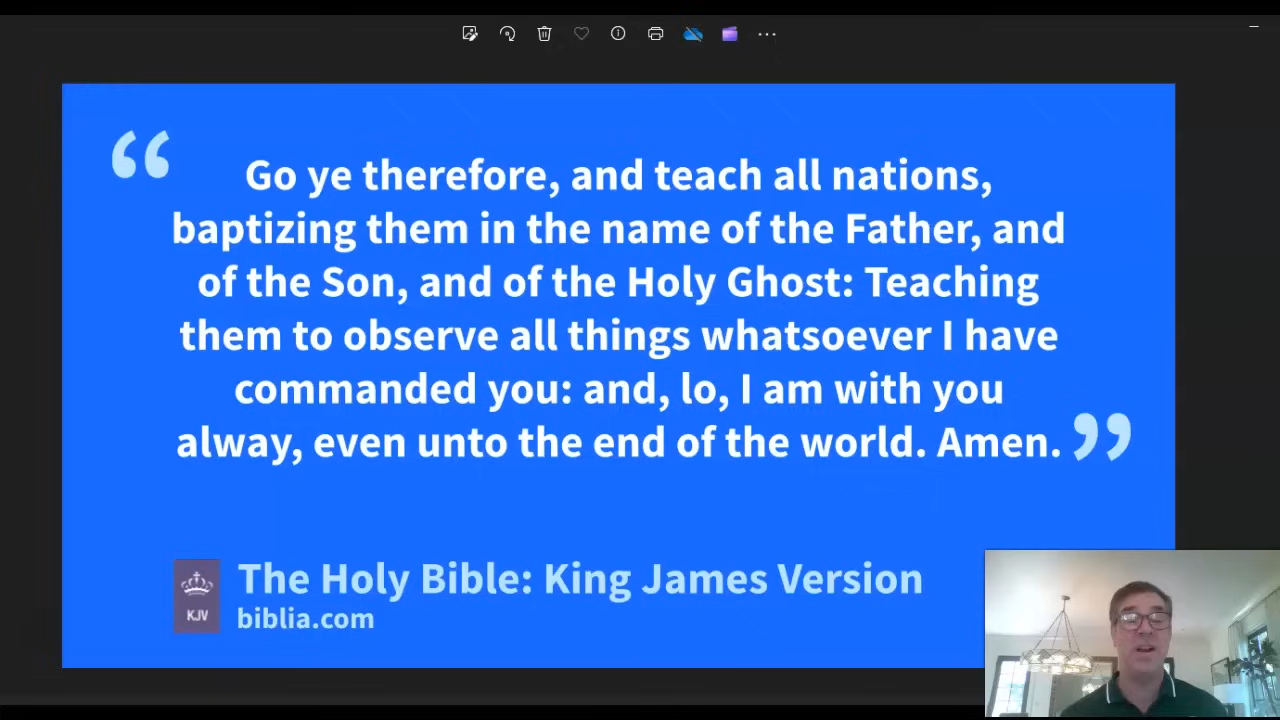 Go ye therefore, and teach all nations,
baptizing them in the name of the Father, and
of the Son, and of the Holy Ghost: Teaching
them to observe all things whatsoever I have
commanded you: and, lo, I am with you
alway, even unto the end of the world. Amen.
The Holy Bible: King James Version
KJV
biblia.com